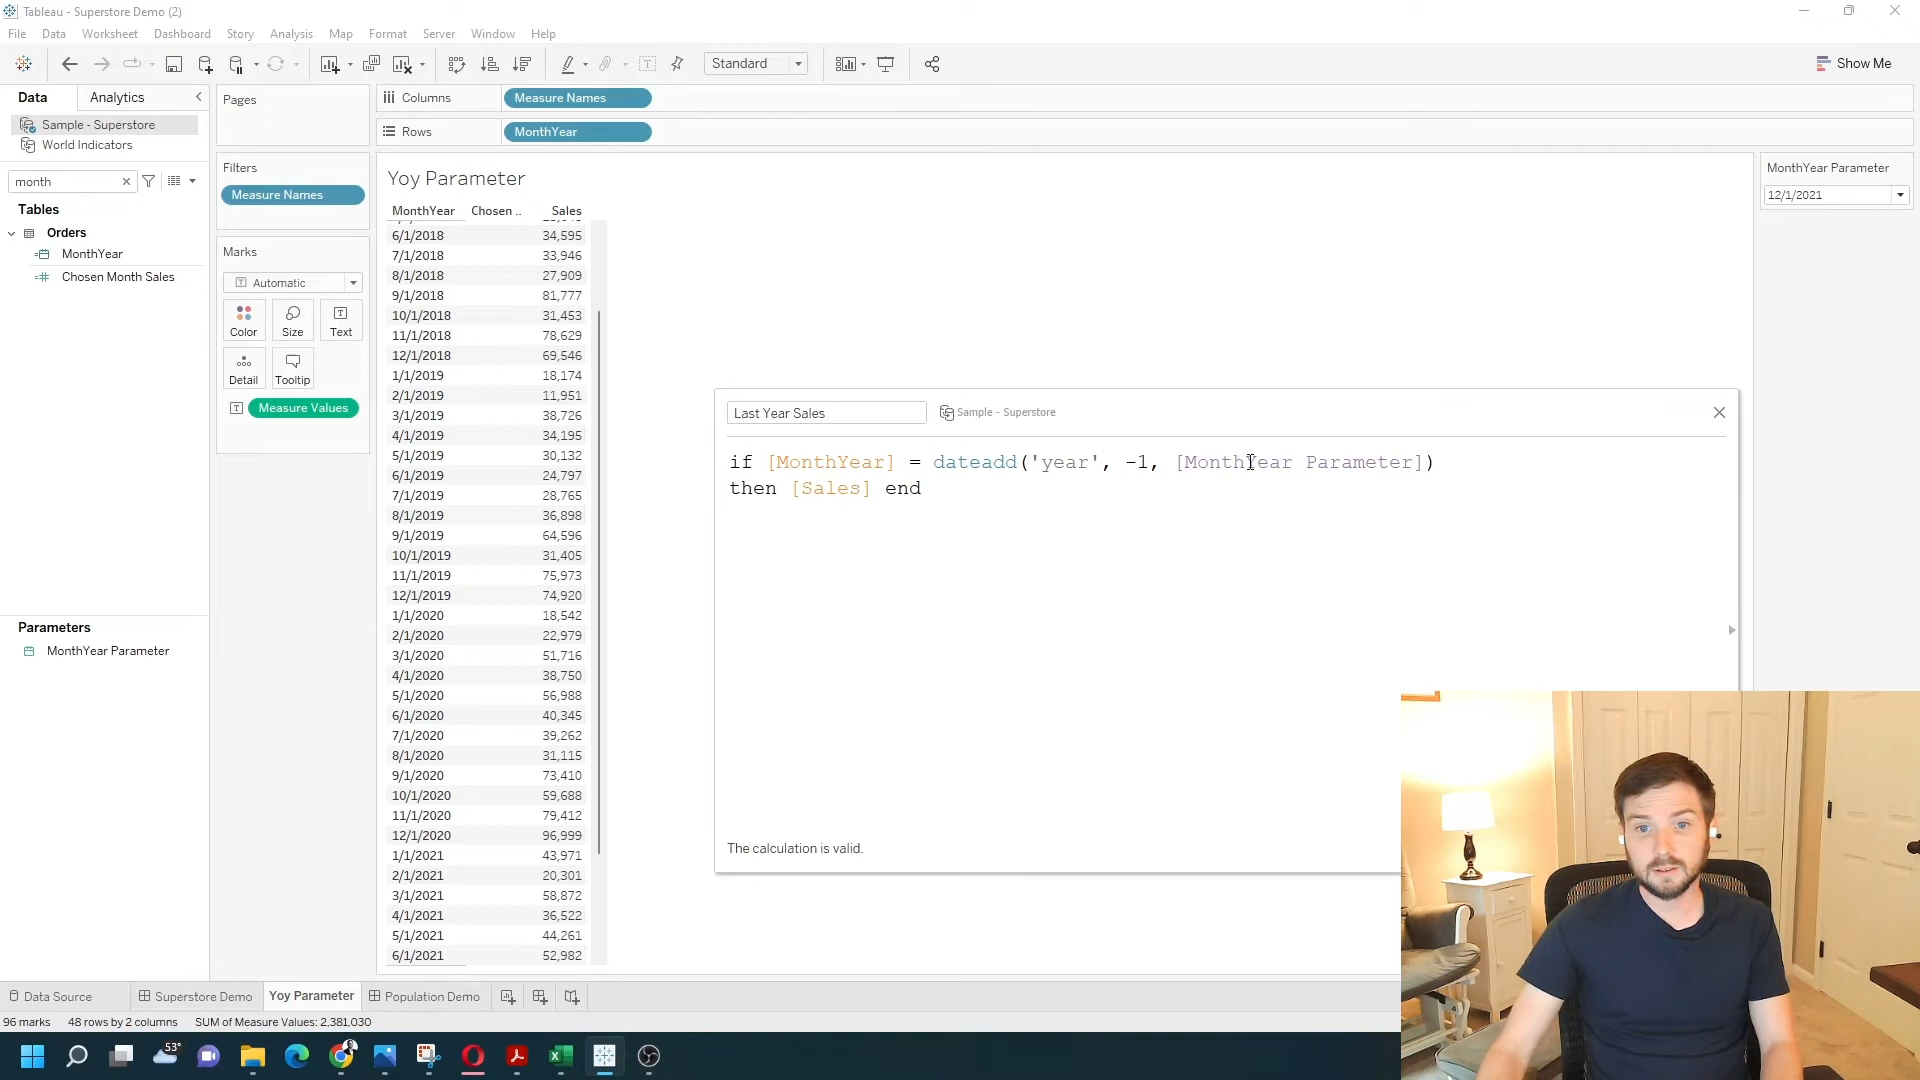 Tableau - Superstore Demo (2)
File Data Worksheet Dashboard Story Analysis Map Format Server Window Help
Standard
Show Me
Data Analytics
Sample - Superstore
World Indicators
month
Tables
Orders
MonthYear
Chosen Month Sales
Parameters
MonthYear Parameter
Pages
Filters
Measure Names
Marks
Automatic
Color Size Text
Detail Tooltip
Measure Values
Columns Measure Names
Rows MonthYear
Yoy Parameter
MonthYear Chosen .. Sales
6/1/2018 34,595
7/1/2018 33,946
8/1/2018 27,909
9/1/2018 81,777
10/1/2018 31,453
11/1/2018 78,629
12/1/2018 69,546
1/1/2019 18,174
2/1/2019 11,951
3/1/2019 38,726
4/1/2019 34,195
5/1/2019 30,132
6/1/2019 24,797
7/1/2019 28,765
8/1/2019 36,898
9/1/2019 64,596
10/1/2019 31,405
11/1/2019 75,973
12/1/2019 74,920
1/1/2020 18,542
2/1/2020 22,979
3/1/2020 51,716
4/1/2020 38,750
5/1/2020 56,988
6/1/2020 40,345
7/1/2020 39,262
8/1/2020 31,115
9/1/2020 73,410
10/1/2020 59,688
11/1/2020 79,412
12/1/2020 96,999
1/1/2021 43,971
2/1/2021 20,301
3/1/2021 58,872
4/1/2021 36,522
5/1/2021 44,261
6/1/2021 52,982
MonthYear Parameter
12/1/2021
Last Year Sales Sample - Superstore
if [MonthYear] = dateadd('year', -1, [MonthYear Parameter])
then [Sales] end
The calculation is valid.
Data Source Superstore Demo Yoy Parameter Population Demo
96 marks 48 rows by 2 columns SUM of Measure Values: 2,381,030
53°